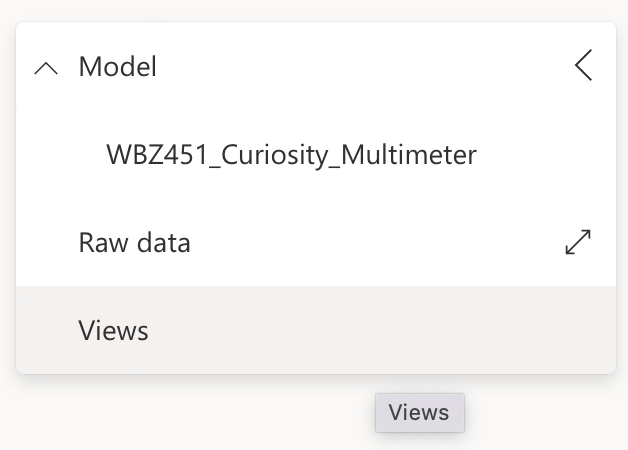 Model
WBZ451_Curiosity_Multimeter
Raw data
Views
Views